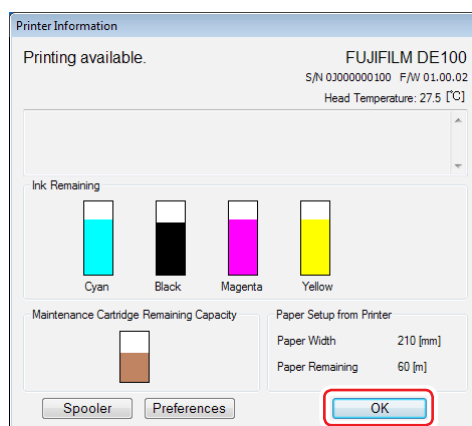 Printer Information
Printing available.
FUJIFILM DE100
S/N 0J000000100 F/W 01.00.02
Head Temperature: 27.5 [℃]
Ink Remaining
Cyan Black Magenta Yellow
Maintenance Cartridge Remaining Capacity
Paper Setup from Printer
Paper Width 210 [mm]
Paper Remaining 60 [m]
Spooler Preferences OK